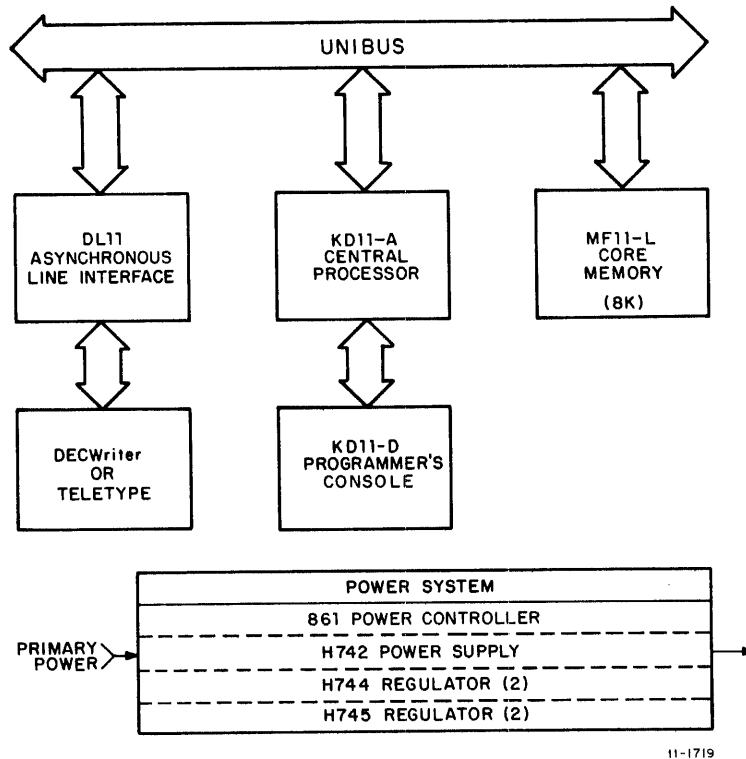 UNIBUS
DL11
ASYNCHRONOUS
LINE INTERFACE
KD11-A
CENTRAL
PROCESSOR
MF11-L
CORE
MEMORY
(8K)
DECWriter
OR
TELETYPE
KD11-D
PROGRAMMER'S
CONSOLE
POWER SYSTEM
861 POWER CONTROLLER
PRIMARY
POWER
H742 POWER SUPPLY
H744 REGULATOR (2)
H745 REGULATOR (2)
11-1719